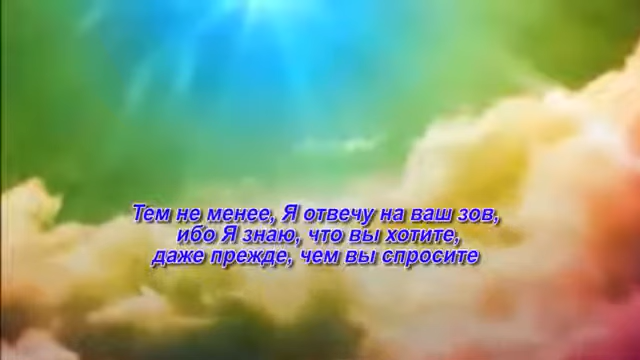 Тем не менее, Я отвечу на ваш зов,
ибо Я знаю, что вы хотите,
даже прежде, чем вы спросите